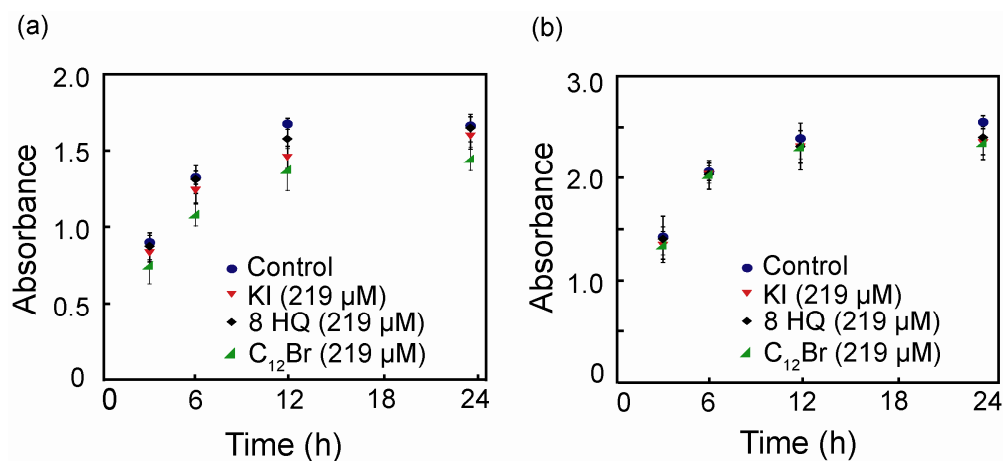 (a)
2.0
1.5
1.0
0.5
0
Absorbance
Control
KI (219 µM)
8 HQ (219 µM)
C₁₂Br (219 µM)
0 6 12 18 24
Time (h)
(b)
3.0
2.0
1.0
0.0
Absorbance
Control
KI (219 µM)
8 HQ (219 µM)
C₁₂Br (219 µM)
0 6 12 18 24
Time (h)